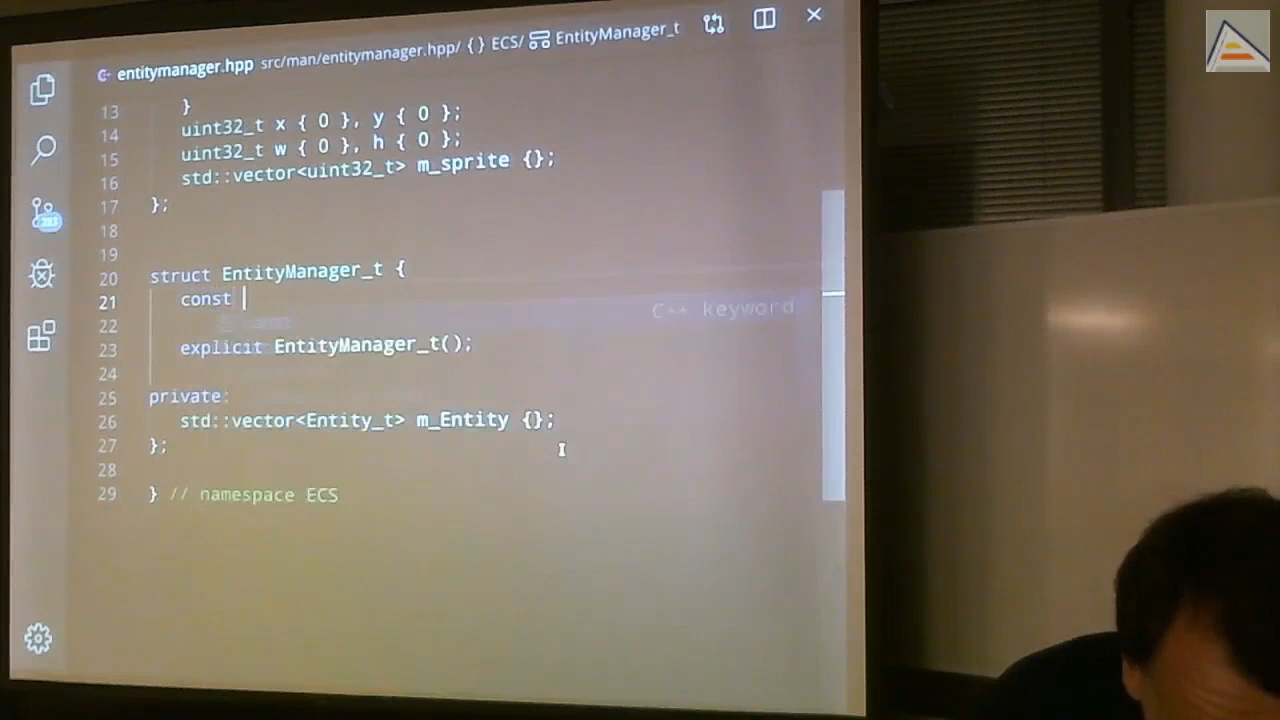 entitymanager.hpp src/man/entitymanager.hpp/ {} ECS/ EntityManager_t
13 }
14 uint32_t x { 0 }, y { 0 };
15 uint32_t w { 0 }, h { 0 };
16 std::vector<uint32_t> m_sprite {};
17 };
18
19
20 struct EntityManager_t {
21 const
C++ keyword
22
23 explicit EntityManager_t();
24
25 private:
26 std::vector<Entity_t> m_Entity {};
27 };
28
29 } // namespace ECS